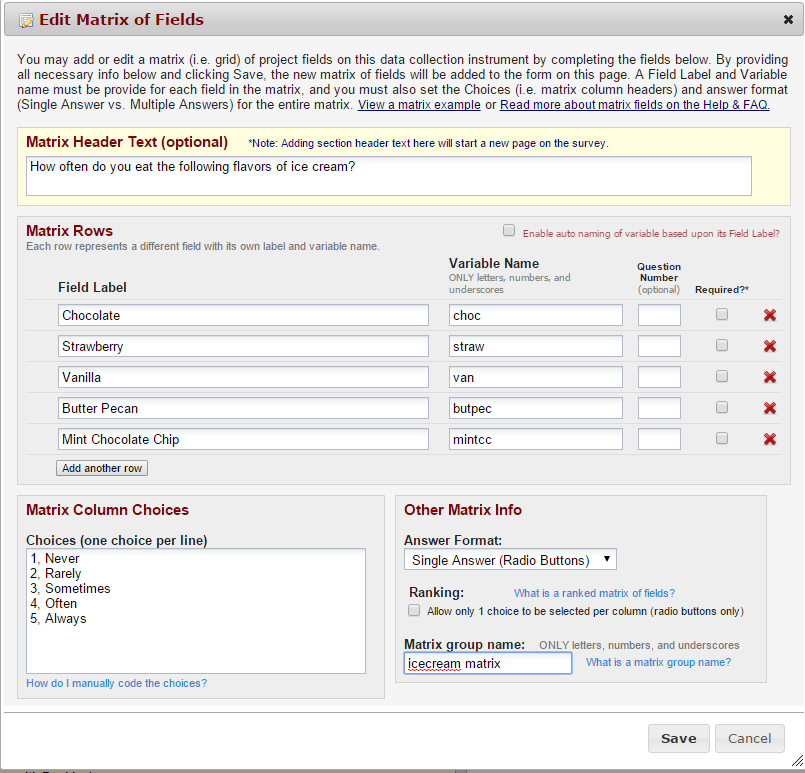 Edit Matrix of Fields
You may add or edit a matrix (i.e. grid) of project fields on this data collection instrument by completing the fields below. By providing
all necessary info below and clicking Save, the new matrix of fields will be added to the form on this page. A Field Label and Variable
name must be provide for each field in the matrix, and you must also set the Choices (i.e. matrix column headers) and answer format
(Single Answer vs. Multiple Answers) for the entire matrix. View a matrix example or Read more about matrix fields on the Help & FAQ.
Matrix Header Text (optional) *Note: Adding section header text here will start a new page on the survey.
How often do you eat the following flavors of ice cream?
Matrix Rows
Enable auto naming of variable based upon its Field Label?
Each row represents a different field with its own label and variable name.
Field Label
Variable Name
ONLY letters, numbers, and
underscores
Question
Number
(optional)
Required?*
Chocolate choc
Strawberry straw
Vanilla van
Butter Pecan butpec
Mint Chocolate Chip mintcc
Add another row
Matrix Column Choices
Choices (one choice per line)
1, Never
2, Rarely
3, Sometimes
4, Often
5, Always
How do I manually code the choices?
Other Matrix Info
Answer Format:
Single Answer (Radio Buttons)
Ranking: What is a ranked matrix of fields?
Allow only 1 choice to be selected per column (radio buttons only)
Matrix group name: ONLY letters, numbers, and underscores
icecream matrix What is a matrix group name?
Save Cancel